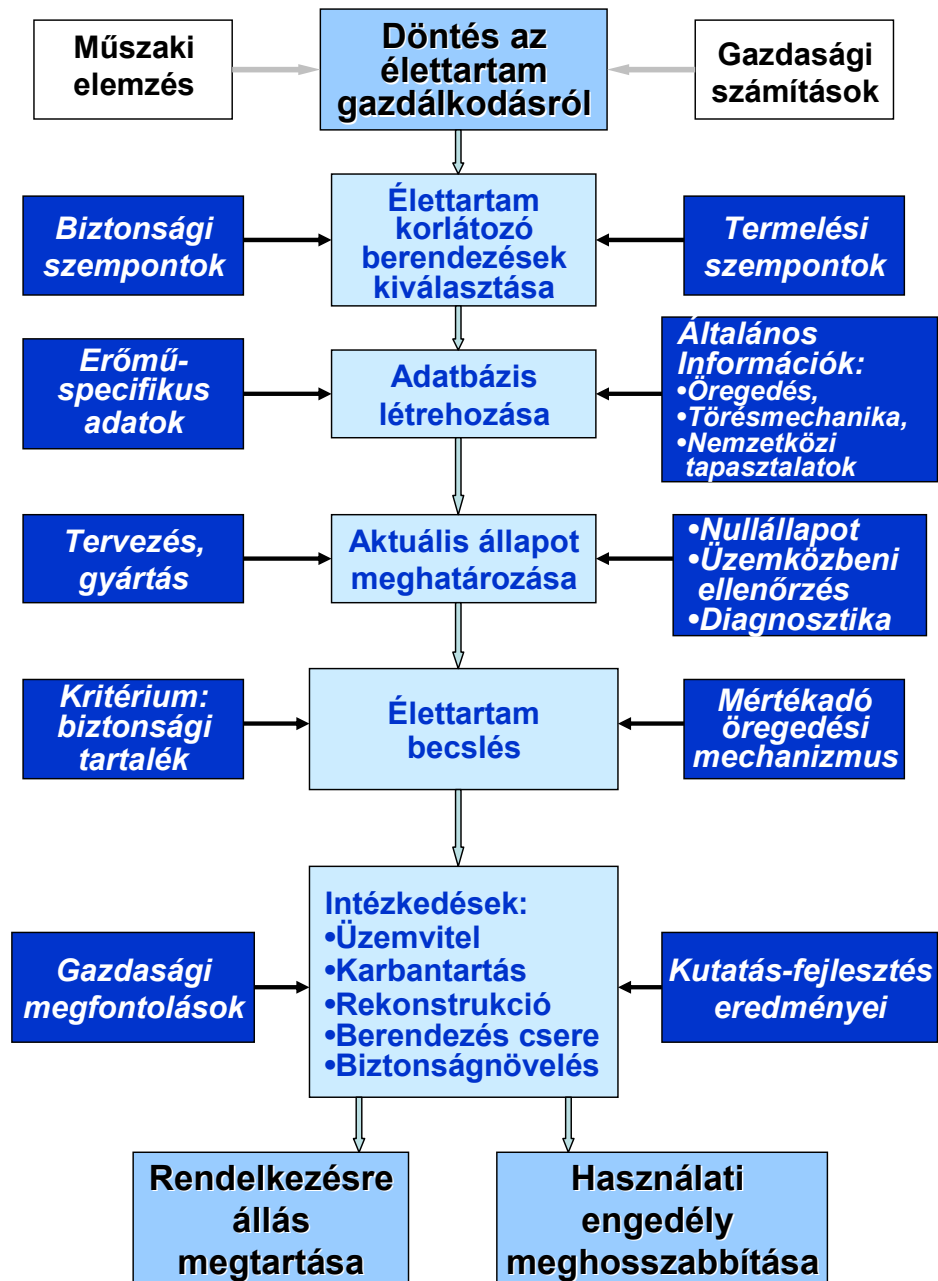 Műszaki
elemzés
Döntés az
élettartam
gazdálkodásról
Gazdasági
számítások
Biztonsági
szempontok
Élettartam
korlátozó
berendezések
kiválasztása
Termelési
szempontok
Erőmű-
specifikus
adatok
Adatbázis
létrehozása
Általános
Információk:
•Öregedés,
•Törésmechanika,
•Nemzetközi
tapasztalatok
Tervezés,
gyártás
Aktuális állapot
meghatározása
•Nullállapot
•Üzemközbeni
ellenőrzés
•Diagnosztika
Kritérium:
biztonsági
tartalék
Élettartam
becslés
Mértékadó
öregedési
mechanizmus
Gazdasági
megfontolások
Intézkedések:
•Üzemvitel
•Karbantartás
•Rekonstrukció
•Berendezés csere
•Biztonságnövelés
Kutatás-fejlesztés
eredményei
Rendelkezésre
állás
megtartása
Használati
engedély
meghosszabbítása